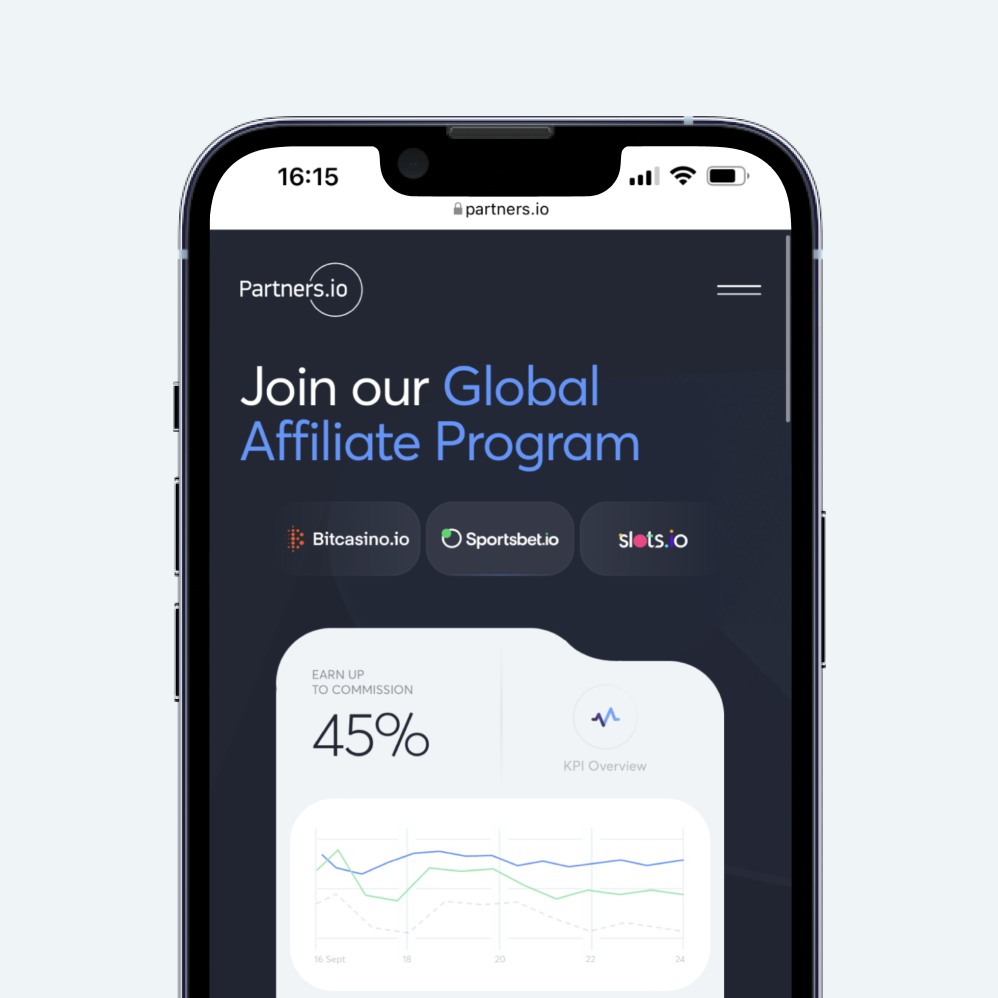 16:15
partners.io
Partners.io
Join our Global
Affiliate Program
Bitcasino.io
Sportsbet.io
slots.io
EARN UP
TO COMMISSION
45%
KPI Overview
16 Sept 18 20 22 24